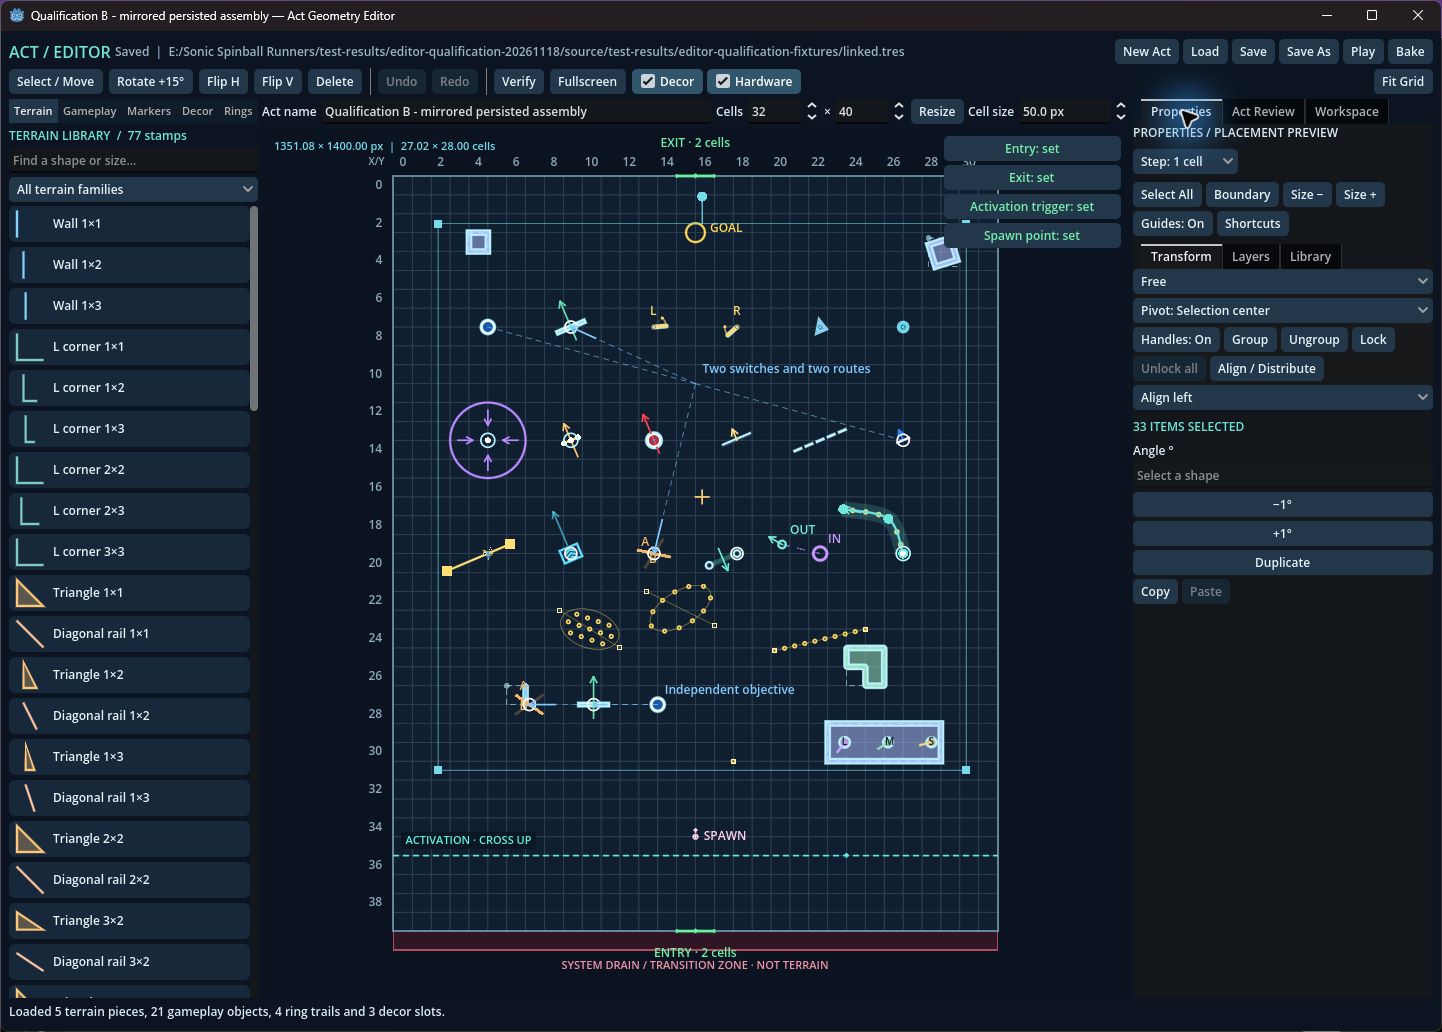 Qualification B - mirrored persisted assembly — Act Geometry Editor
ACT / EDITOR Saved | E:/Sonic Spinball Runners/test-results/editor-qualification-20261118/source/test-results/editor-qualification-fixtures/linked.tres
New Act Load Save Save As Play Bake
Select / Move Rotate +15° Flip H Flip V Delete Undo Redo Verify Fullscreen Decor Hardware Fit Grid
Terrain Gameplay Markers Decor Rings
Act name Qualification B - mirrored persisted assembly Cells 32 × 40 Resize Cell size 50.0 px
Properties Act Review Workspace
TERRAIN LIBRARY / 77 stamps
Find a shape or size...
All terrain families
Wall 1×1
Wall 1×2
Wall 1×3
L corner 1×1
L corner 1×2
L corner 1×3
L corner 2×2
L corner 2×3
L corner 3×3
Triangle 1×1
Diagonal rail 1×1
Triangle 1×2
Diagonal rail 1×2
Triangle 1×3
Diagonal rail 1×3
Triangle 2×2
Diagonal rail 2×2
Triangle 3×2
Diagonal rail 3×2
1351.08 × 1400.00 px | 27.02 × 28.00 cells
EXIT · 2 cells
X/Y 0 2 4 6 8 10 12 14 16 18 20 22 24 26 28 30
0
2
4
6
8
10
12
14
16
18
20
22
24
26
28
30
32
34
36
38
Entry: set
Exit: set
Activation trigger: set
Spawn point: set
GOAL
L R
Two switches and two routes
A
OUT
IN
A
Independent objective
L M S
SPAWN
ACTIVATION · CROSS UP
ENTRY · 2 cells
SYSTEM DRAIN / TRANSITION ZONE · NOT TERRAIN
PROPERTIES / PLACEMENT PREVIEW
Step: 1 cell
Select All Boundary Size − Size +
Guides: On Shortcuts
Transform Layers Library
Free
Pivot: Selection center
Handles: On Group Ungroup Lock
Unlock all Align / Distribute
Align left
33 ITEMS SELECTED
Angle °
Select a shape
−1°
+1°
Duplicate
Copy Paste
Loaded 5 terrain pieces, 21 gameplay objects, 4 ring trails and 3 decor slots.